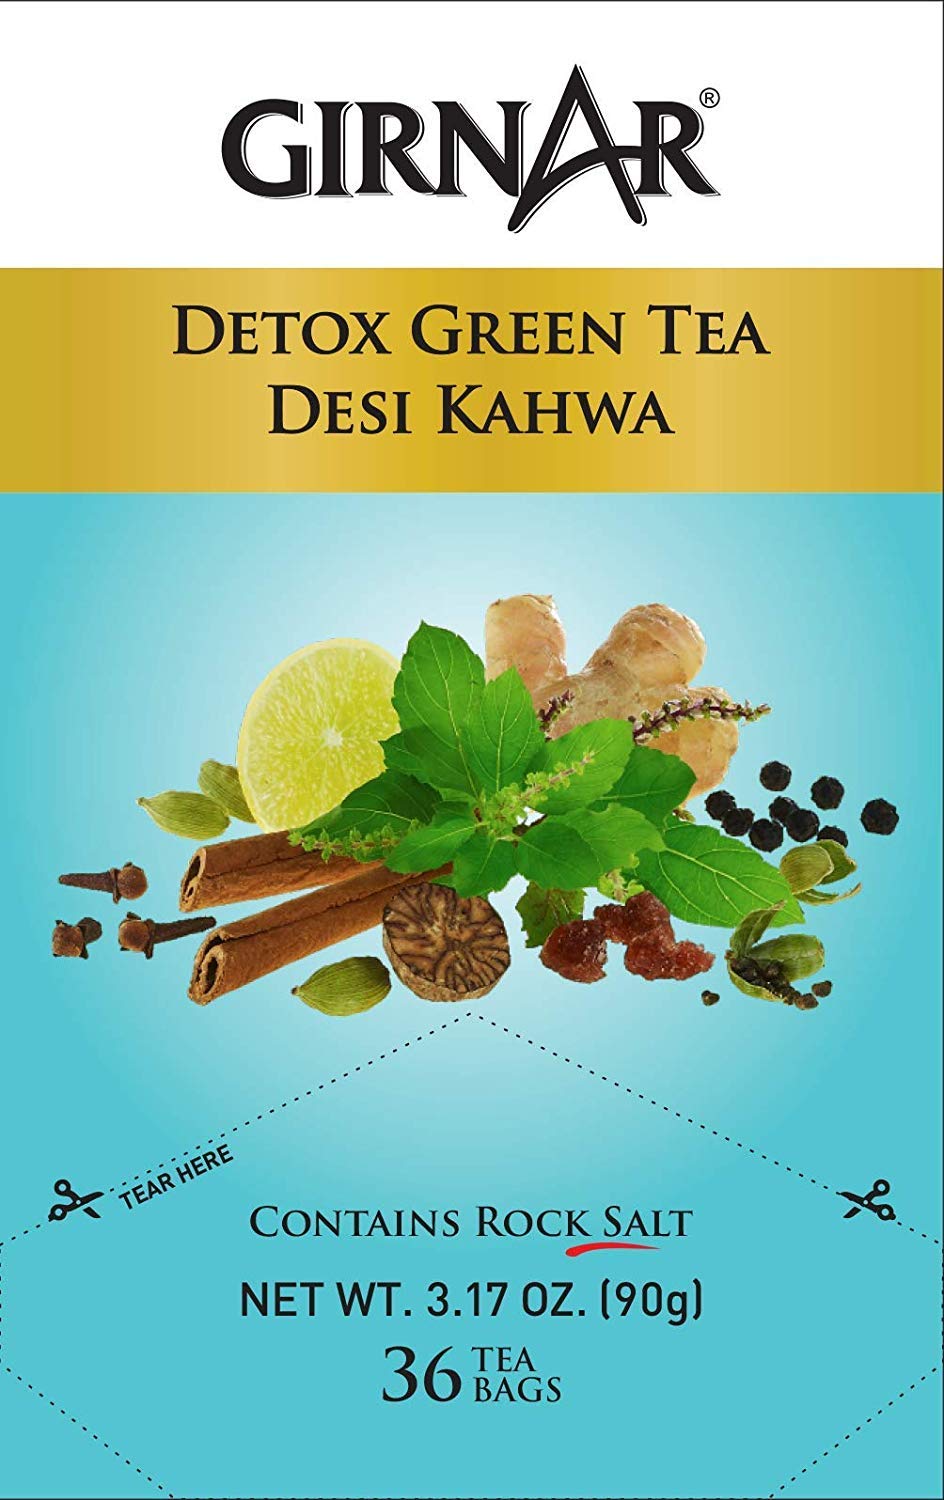 GIRNAR®
DETOX GREEN TEA
DESI KAHWA
TEAR HERE
CONTAINS ROCK SALT
NET WT. 3.17 OZ. (90g)
36 TEA BAGS